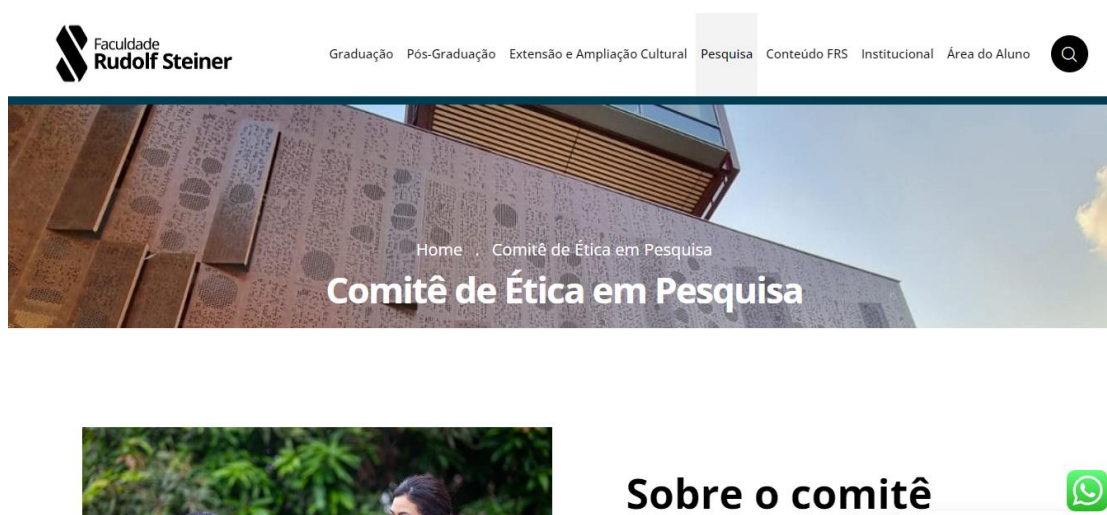 Faculdade
Rudolf Steiner
Graduação Pós-Graduação Extensão e Ampliação Cultural Pesquisa Conteúdo FRS Institucional Área do Aluno
Home . Comitê de Ética em Pesquisa
Comitê de Ética em Pesquisa
Sobre o comitê